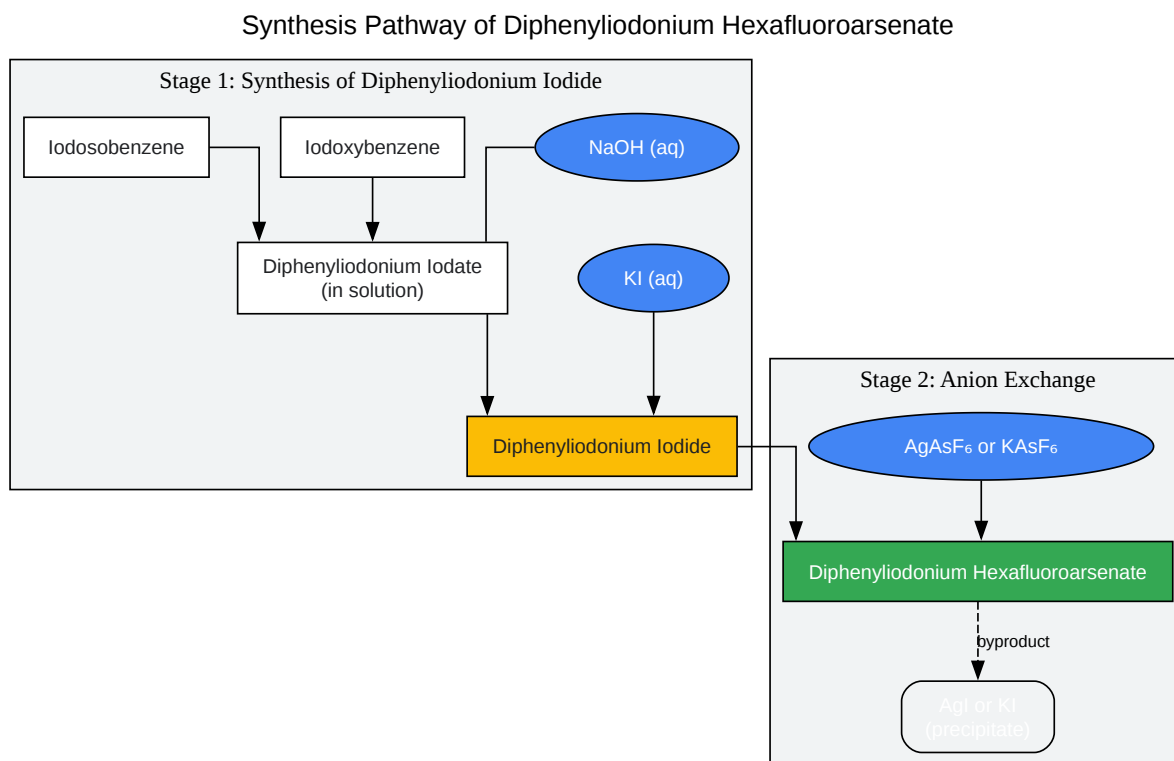 Synthesis Pathway of Diphenyliodonium Hexafluoroarsenate
Stage 1: Synthesis of Diphenyliodonium Iodide
Iodosobenzene
Iodoxybenzene
NaOH (aq)
Diphenyliodonium Iodate
(in solution)
KI (aq)
Diphenyliodonium Iodide
Stage 2: Anion Exchange
AgAsF₆ or KAsF₆
Diphenyliodonium Hexafluoroarsenate
byproduct
AgI or KI
(precipitate)